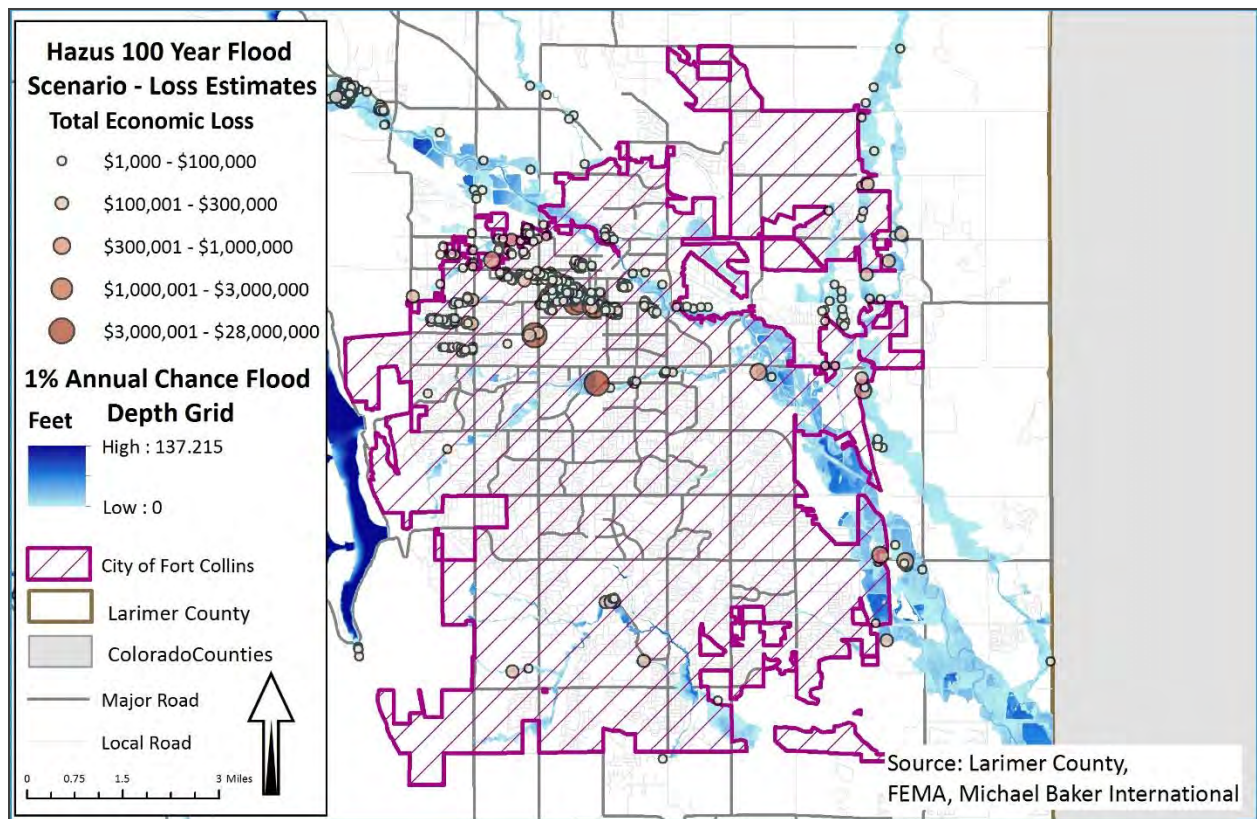 Hazus 100 Year Flood
Scenario - Loss Estimates
Total Economic Loss
$1,000 - $100,000
$100,001 - $300,000
$300,001 - $1,000,000
$1,000,001 - $3,000,000
$3,000,001 - $28,000,000
1% Annual Chance Flood
Depth Grid
Feet
High : 137.215
Low : 0
City of Fort Collins
Larimer County
ColoradoCounties
Major Road
Local Road
0 0.75 1.5 3 Miles
Source: Larimer County,
FEMA, Michael Baker International